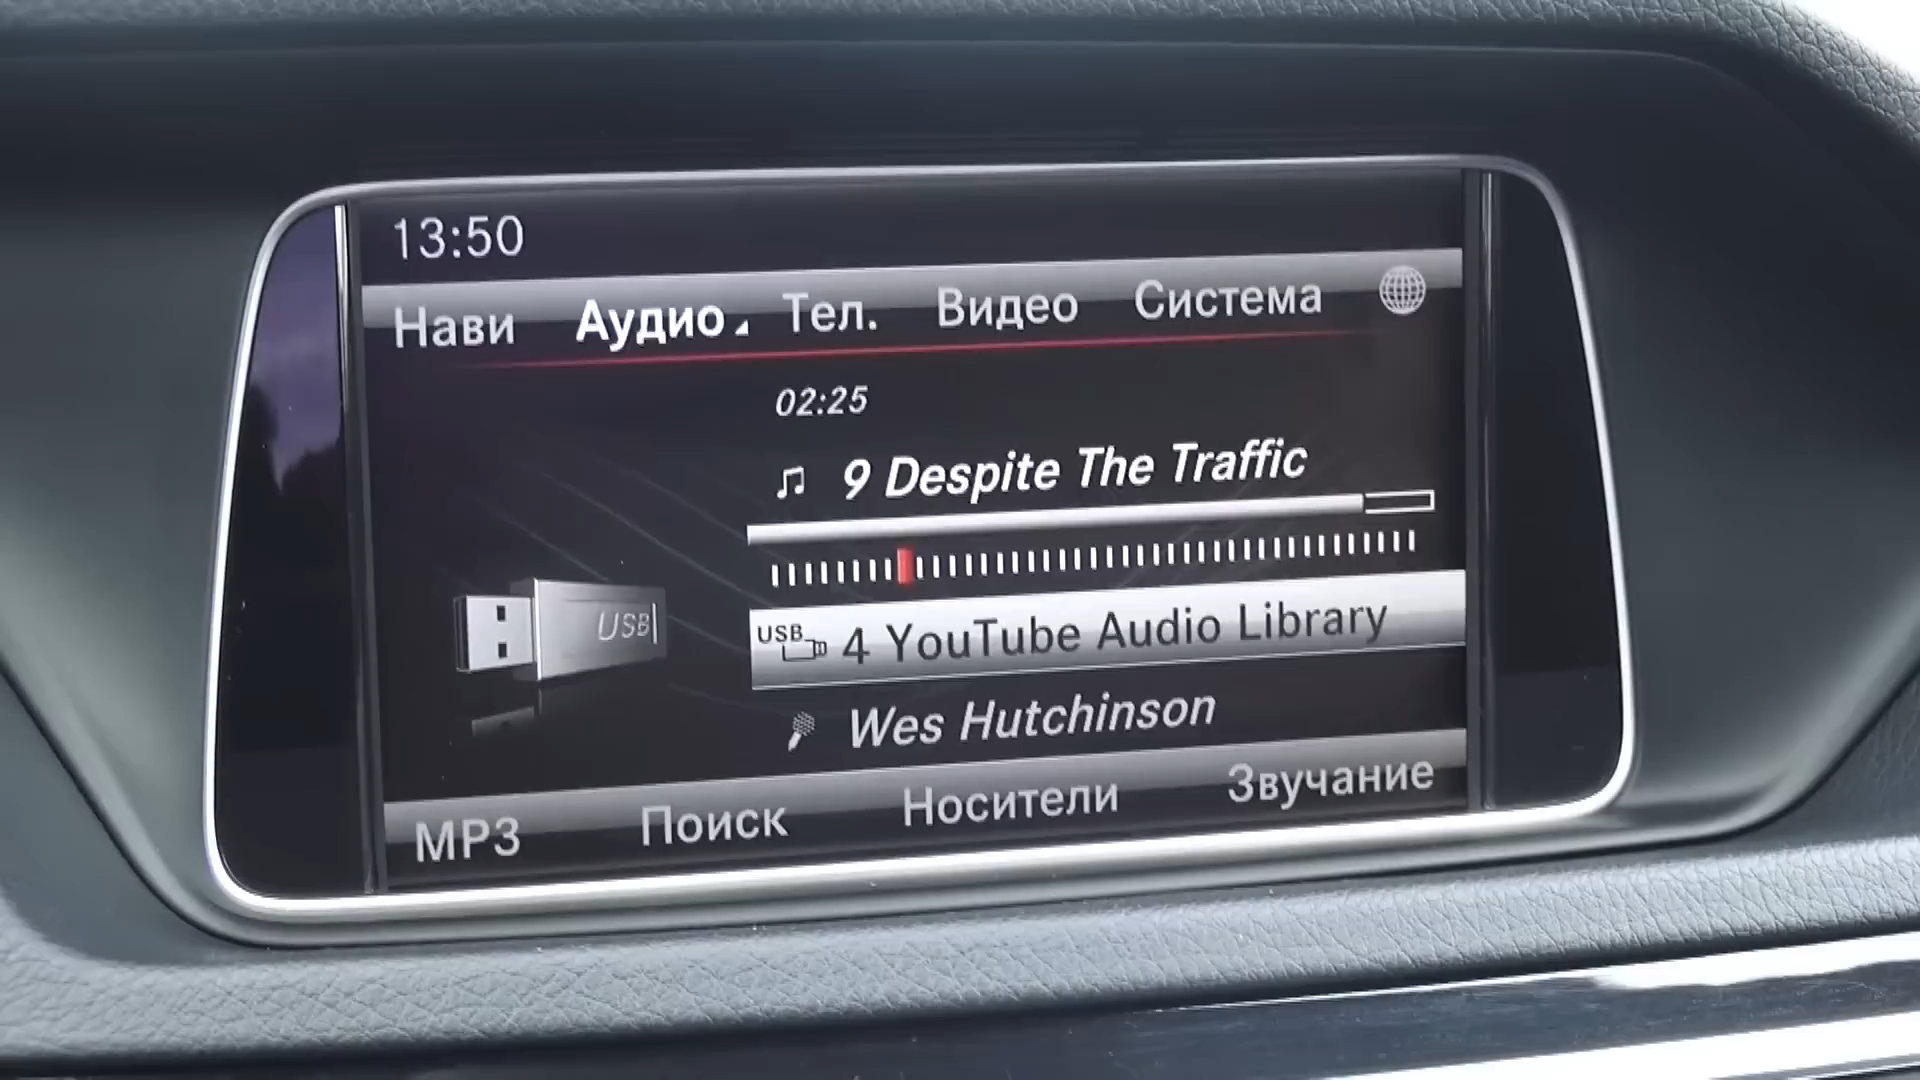 13:50
Нави Аудио Тел. Видео Система
02:25
9 Despite The Traffic
USB
USB 4 YouTube Audio Library
Wes Hutchinson
MP3 Поиск Носители Звучание